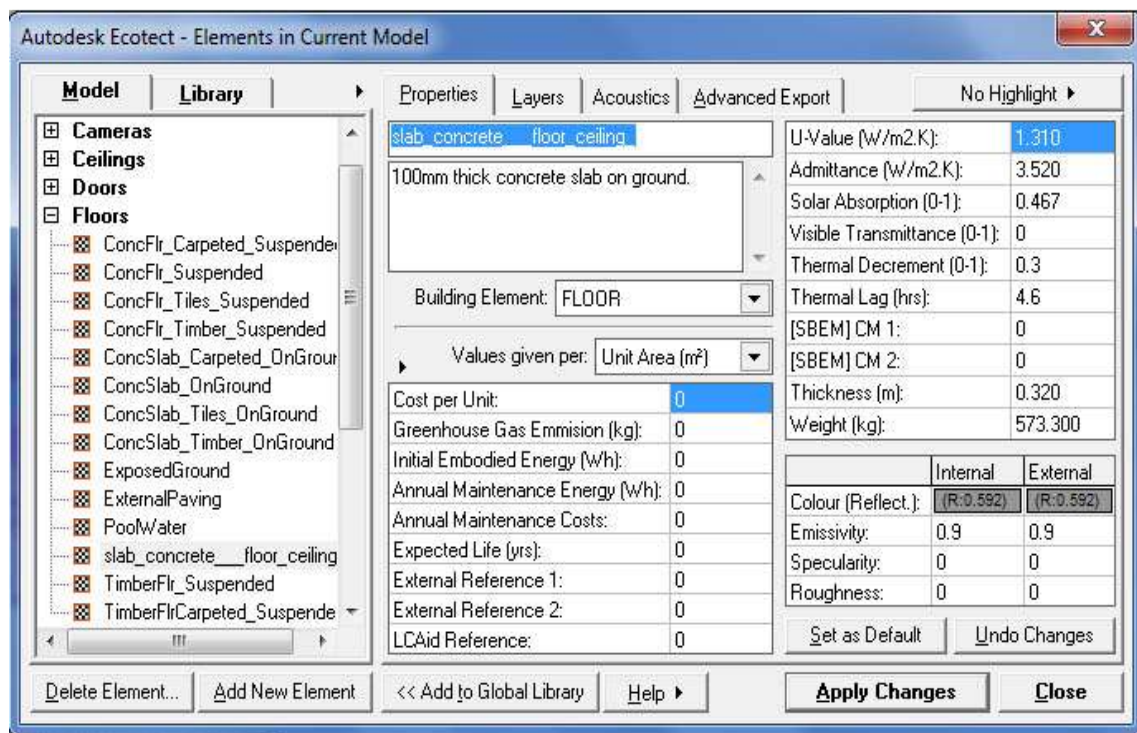 Autodesk Ecotect - Elements in Current Model
Model
Library
Cameras
Ceilings
Doors
Floors
ConcFlr_Carpeted_Suspended
ConcFlr_Suspended
ConcFlr_Tiles_Suspended
ConcFlr_Timber_Suspended
ConcSlab_Carpeted_OnGroun
ConcSlab_OnGround
ConcSlab_Tiles_OnGround
ConcSlab_Timber_OnGround
ExposedGround
ExternalPaving
PoolWater
slab_concrete___floor_ceiling
TimberFlr_Suspended
TimberFlrCarpeted_Suspende
Delete Element...
Add New Element
Properties
Layers
Acoustics
Advanced Export
No Highlight
slab_concrete___floor_ceiling_
100mm thick concrete slab on ground.
Building Element: FLOOR
Values given per: Unit Area (m²)
Cost per Unit: 0
Greenhouse Gas Emmision (kg): 0
Initial Embodied Energy (Wh): 0
Annual Maintenance Energy (Wh): 0
Annual Maintenance Costs: 0
Expected Life (yrs): 0
External Reference 1: 0
External Reference 2: 0
LCAid Reference: 0
U-Value (W/m2.K): 1.310
Admittance (W/m2.K): 3.520
Solar Absorption (0-1): 0.467
Visible Transmittance (0-1): 0
Thermal Decrement (0-1): 0.3
Thermal Lag (hrs): 4.6
[SBEM] CM 1: 0
[SBEM] CM 2: 0
Thickness (m): 0.320
Weight (kg): 573.300
Internal External
Colour (Reflect.): (R:0.592) (R:0.592)
Emissivity: 0.9 0.9
Specularity: 0 0
Roughness: 0 0
Set as Default
Undo Changes
<< Add to Global Library
Help
Apply Changes
Close